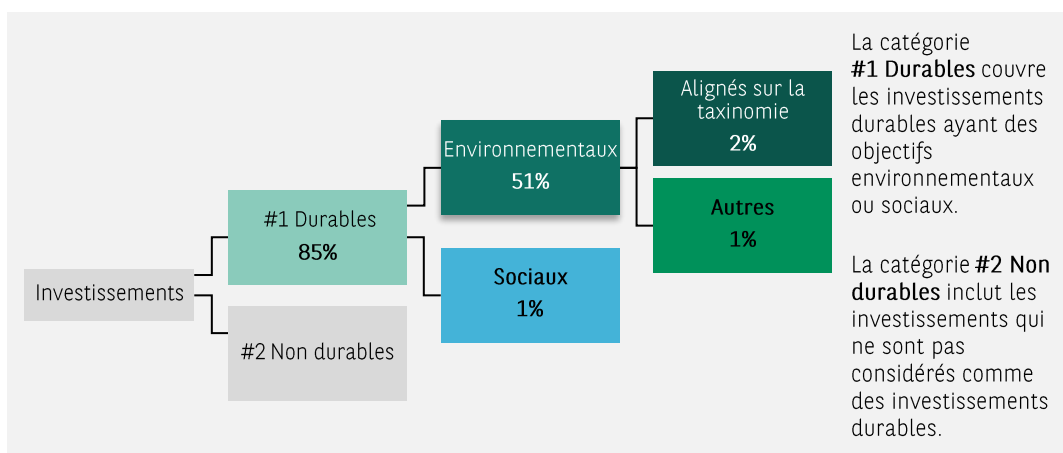 Investissements
#1 Durables
85%
#2 Non durables
Environnementaux
51%
Sociaux
1%
Alignés sur la
taxinomie
2%
Autres
1%
La catégorie
#1 Durables couvre
les investissements
durables ayant des
objectifs
environnementaux
ou sociaux.
La catégorie #2 Non
durables inclut les
investissements qui
ne sont pas
considérés comme
des investissements
durables.